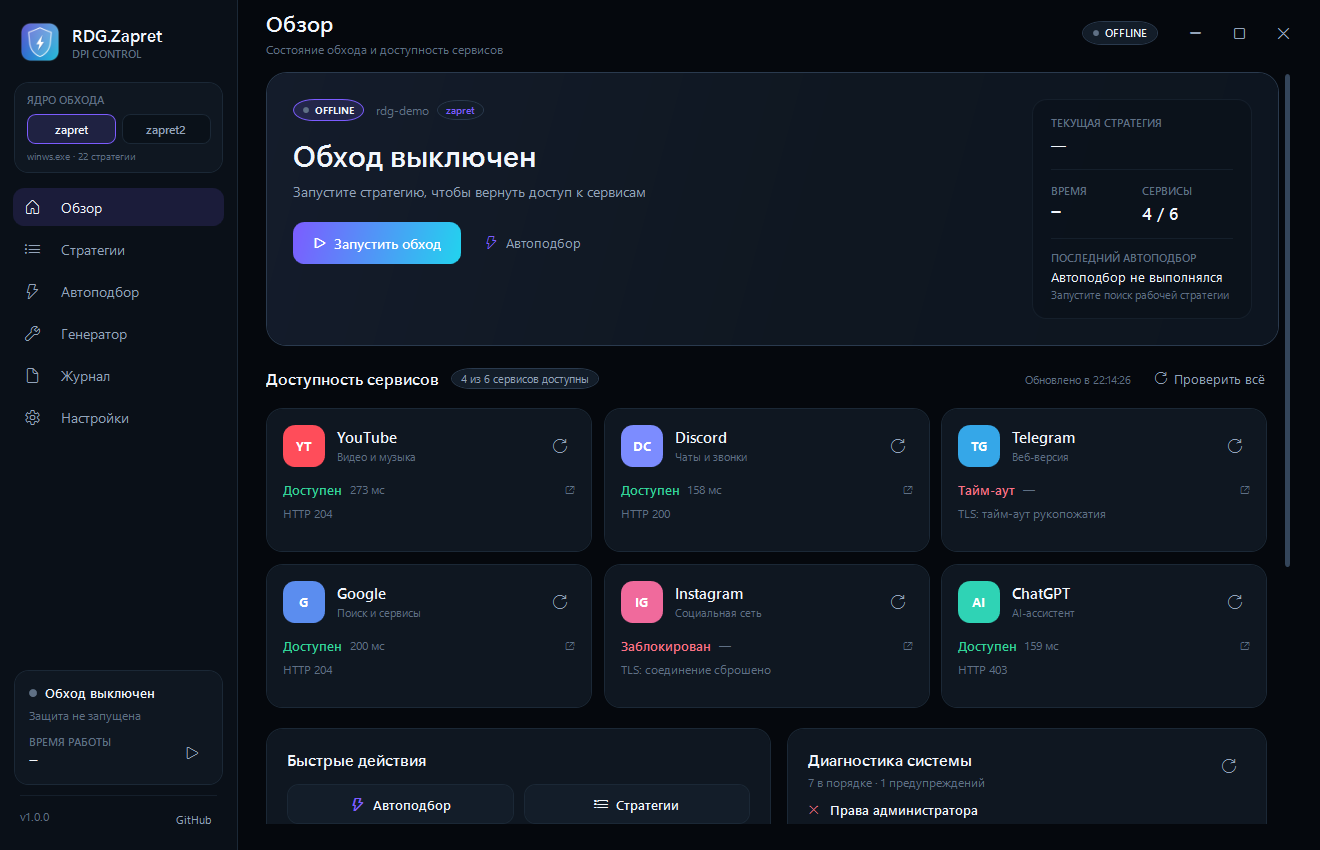 RDG.Zapret
DPI CONTROL
ЯДРО ОБХОДА
zapret
zapret2
winws.exe · 22 стратегии
Обзор
Стратегии
Автоподбор
Генератор
Журнал
Настройки
Обход выключен
Защита не запущена
ВРЕМЯ РАБОТЫ
—
v1.0.0
GitHub
Обзор
Состояние обхода и доступность сервисов
OFFLINE
OFFLINE
rdg-demo
zapret
Обход выключен
Запустите стратегию, чтобы вернуть доступ к сервисам
Запустить обход
Автоподбор
ТЕКУЩАЯ СТРАТЕГИЯ
—
ВРЕМЯ
СЕРВИСЫ
—
4 / 6
ПОСЛЕДНИЙ АВТОПОДБОР
Автоподбор не выполнялся
Запустите поиск рабочей стратегии
Доступность сервисов
4 из 6 сервисов доступны
Обновлено в 22:14:26
Проверить всё
YT
YouTube
Видео и музыка
Доступен 273 мс
HTTP 204
DC
Discord
Чаты и звонки
Доступен 158 мс
HTTP 200
TG
Telegram
Веб-версия
Тайм-аут —
TLS: тайм-аут рукопожатия
G
Google
Поиск и сервисы
Доступен 200 мс
HTTP 204
IG
Instagram
Социальная сеть
Заблокирован —
TLS: соединение сброшено
AI
ChatGPT
AI-ассистент
Доступен 159 мс
HTTP 403
Быстрые действия
Автоподбор
Стратегии
Диагностика системы
7 в порядке · 1 предупреждений
Права администратора